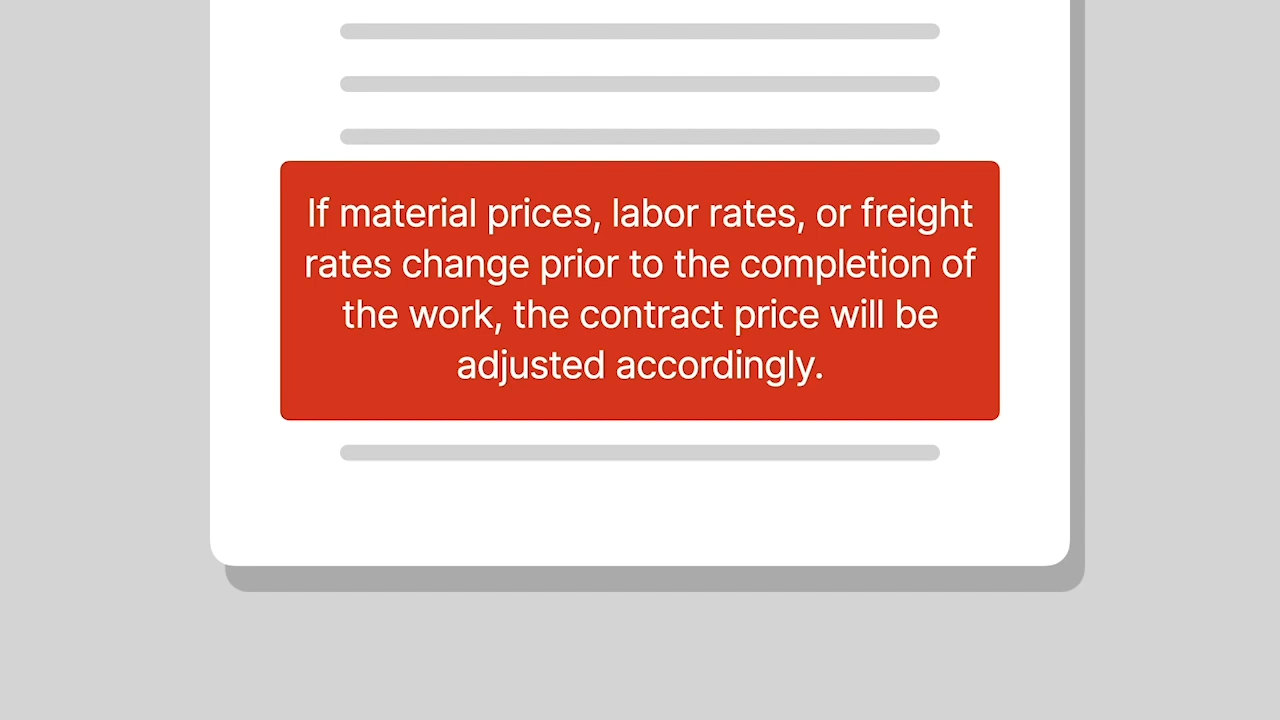 If material prices, labor rates, or freight
rates change prior to the completion of
the work, the contract price will be
adjusted accordingly.